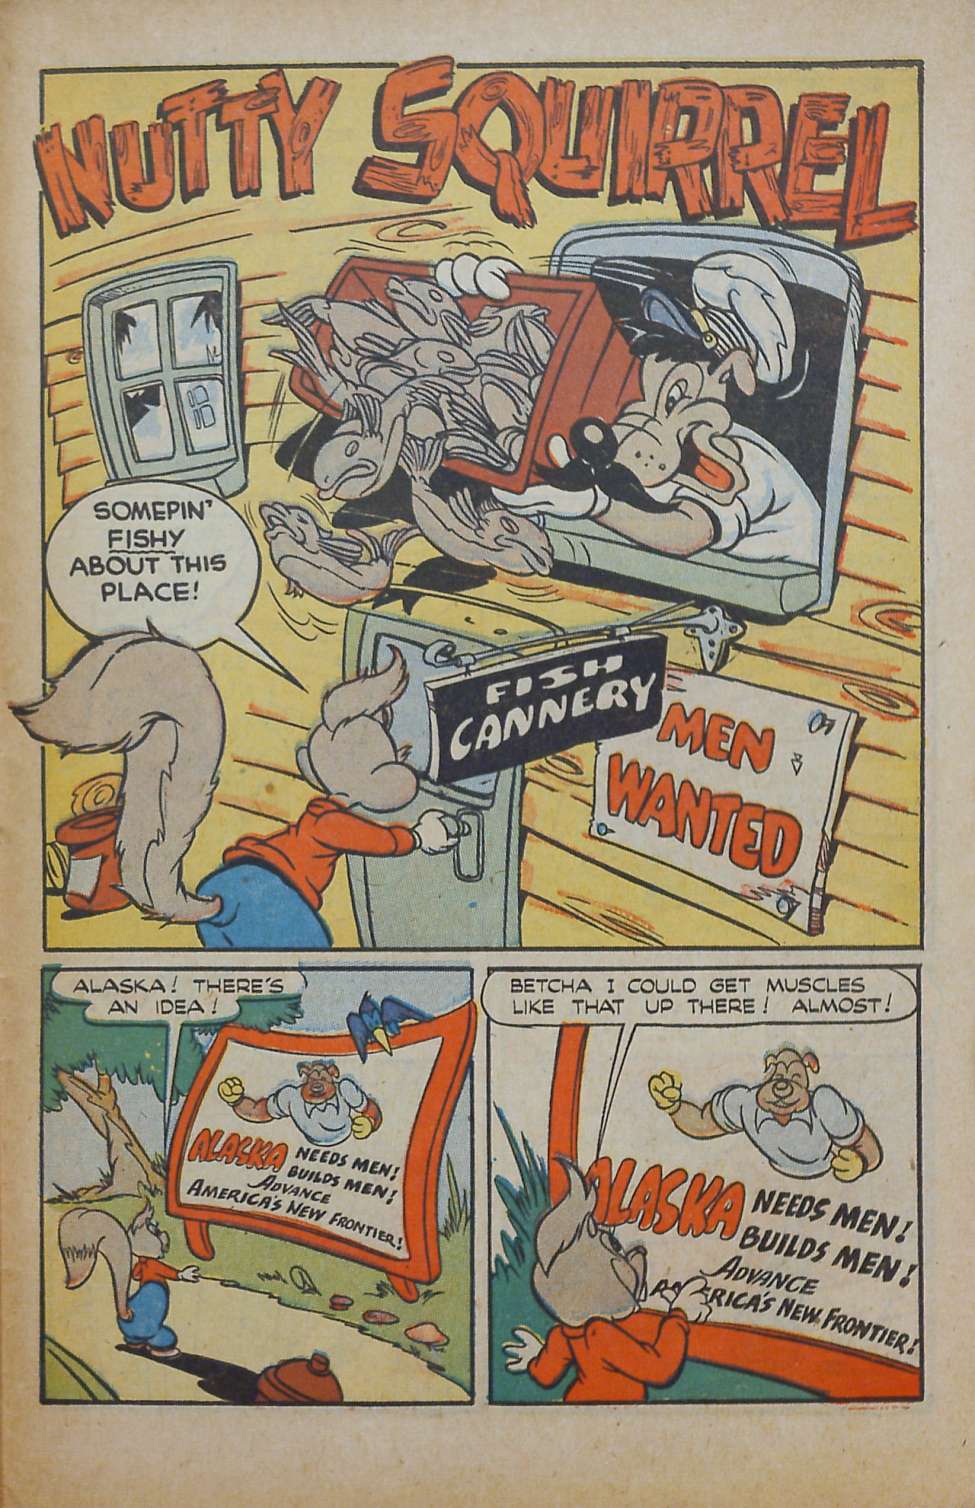 NUTTY SQUIRREL
SOMEPIN'
FISHY
ABOUT THIS
PLACE!
FISH
CANNERY
MEN
WANTED
ALASKA! THERE'S
AN IDEA!
ALASKA NEEDS MEN!
BUILDS MEN!
ADVANCE
AMERICA'S NEW FRONTIER!
BETCHA I COULD GET MUSCLES
LIKE THAT UP THERE! ALMOST!
ALASKA NEEDS MEN!
BUILDS MEN!
ADVANCE
RICA'S NEW FRONTIER!